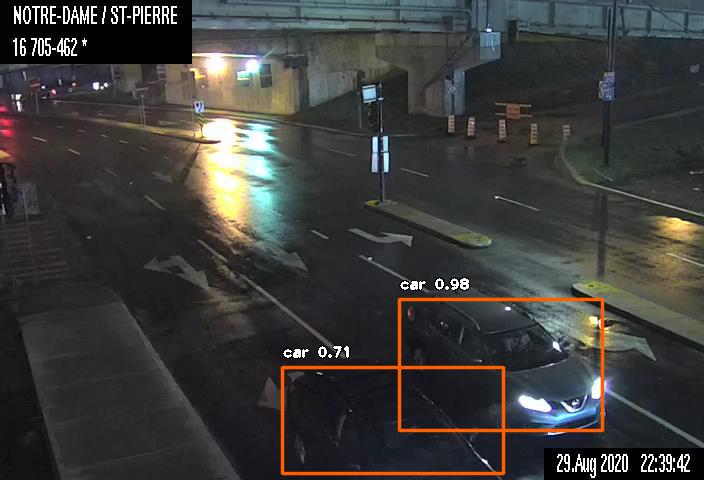 NOTRE-DAME / ST-PIERRE
16 705-462 *
car 0.98
car 0.71
29.Aug 2020 22:39:42